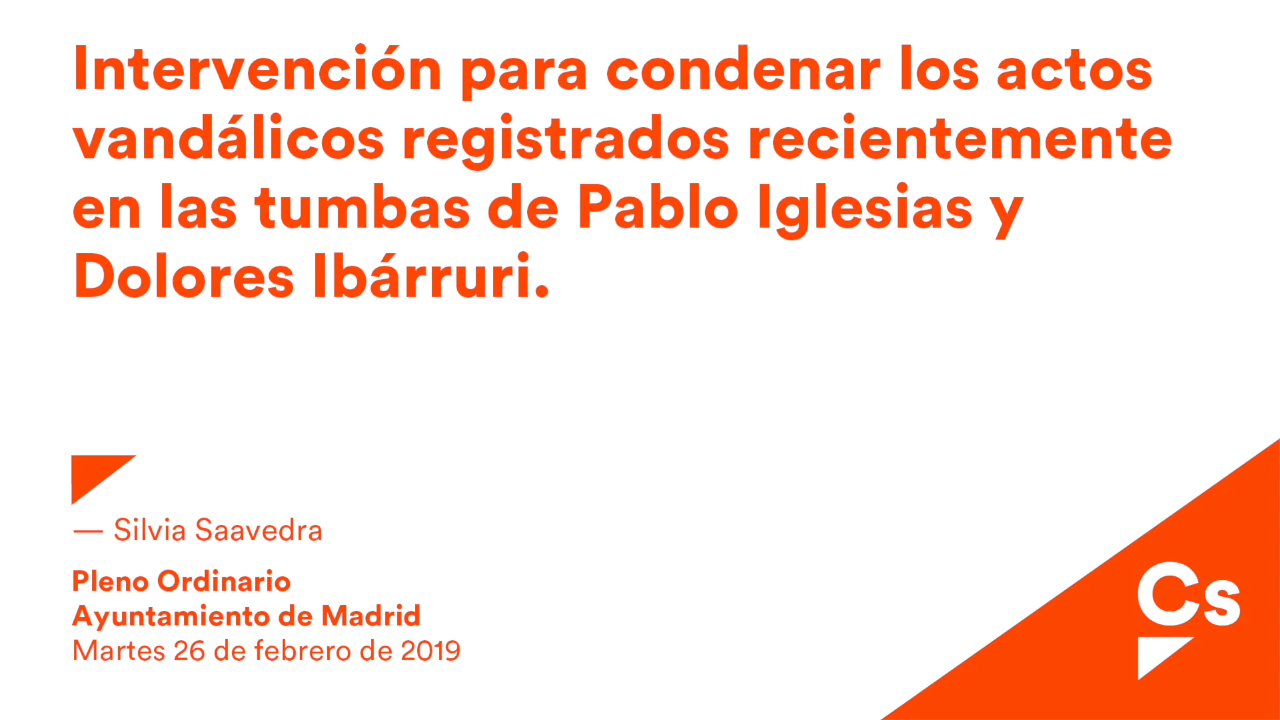 Intervención para condenar los actos
vandálicos registrados recientemente
en las tumbas de Pablo Iglesias y
Dolores Ibárruri.
— Silvia Saavedra
Pleno Ordinario
Ayuntamiento de Madrid
Martes 26 de febrero de 2019
Cs